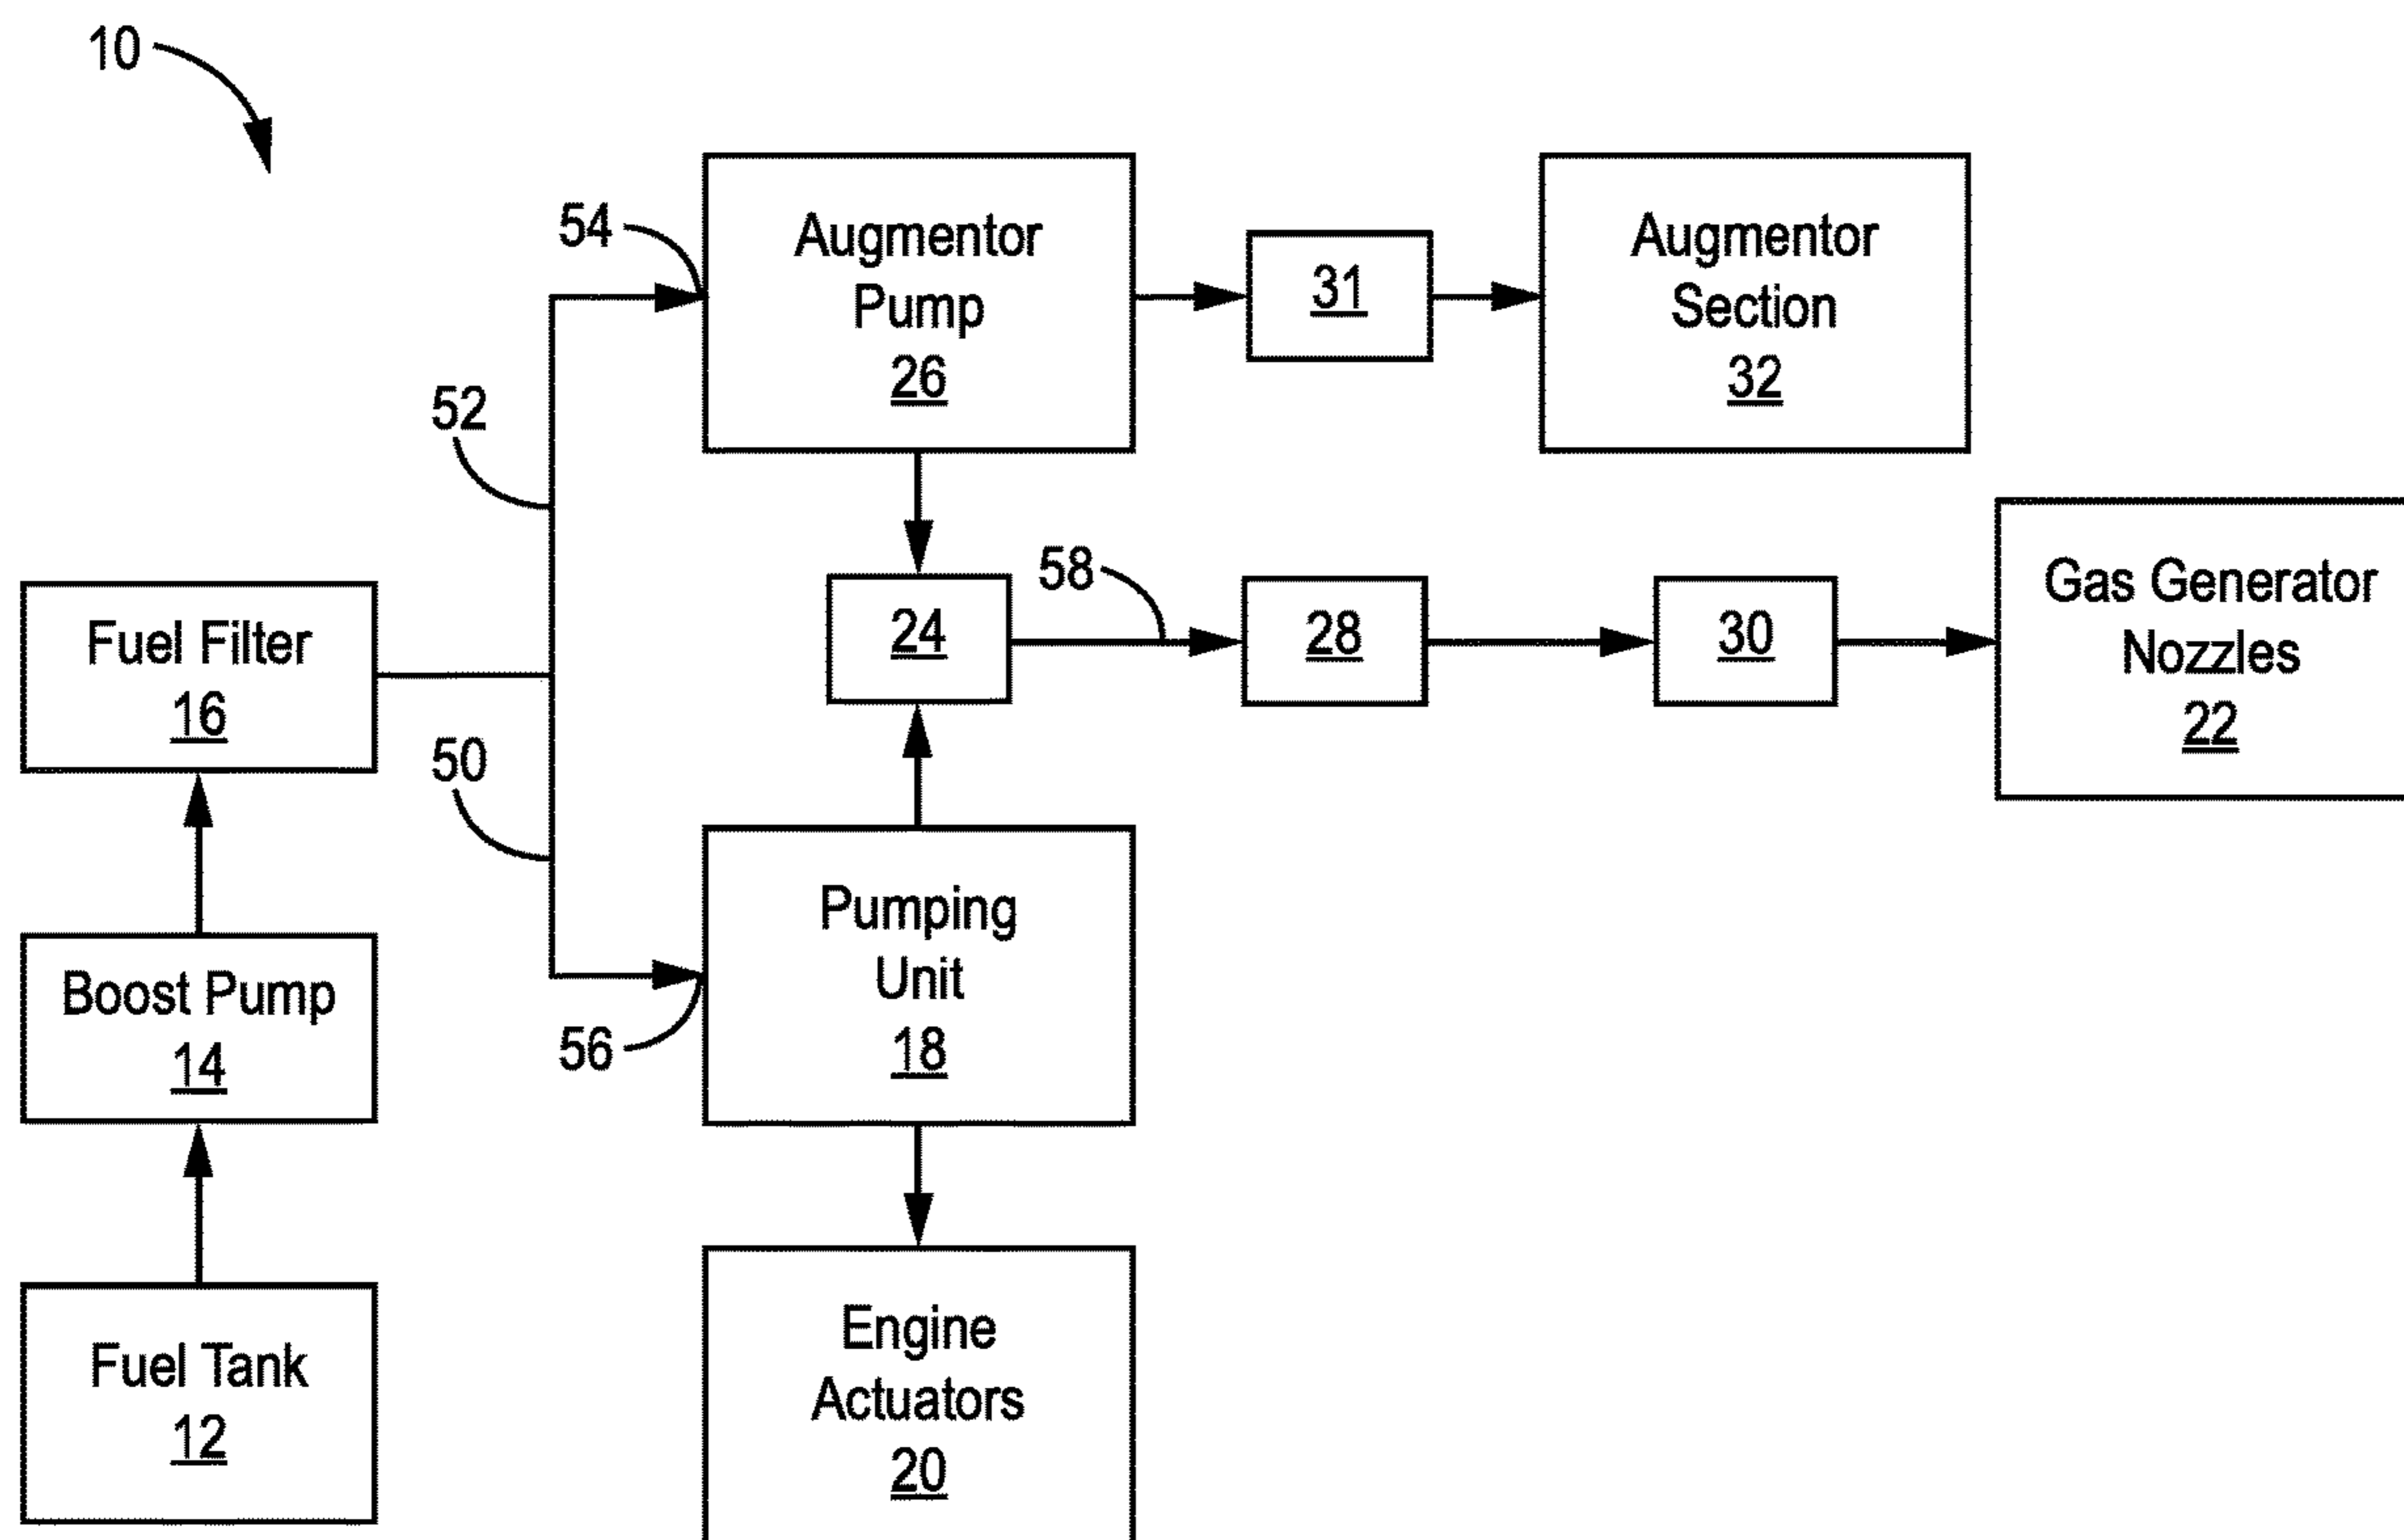 10
54
Augmentor
Pump
26
31
Augmentor
Section
32
52
58
24
28
30
Gas Generator
Nozzles
22
Fuel Filter
16
50
Pumping
Unit
18
56
Boost Pump
14
Engine
Actuators
20
Fuel Tank
12